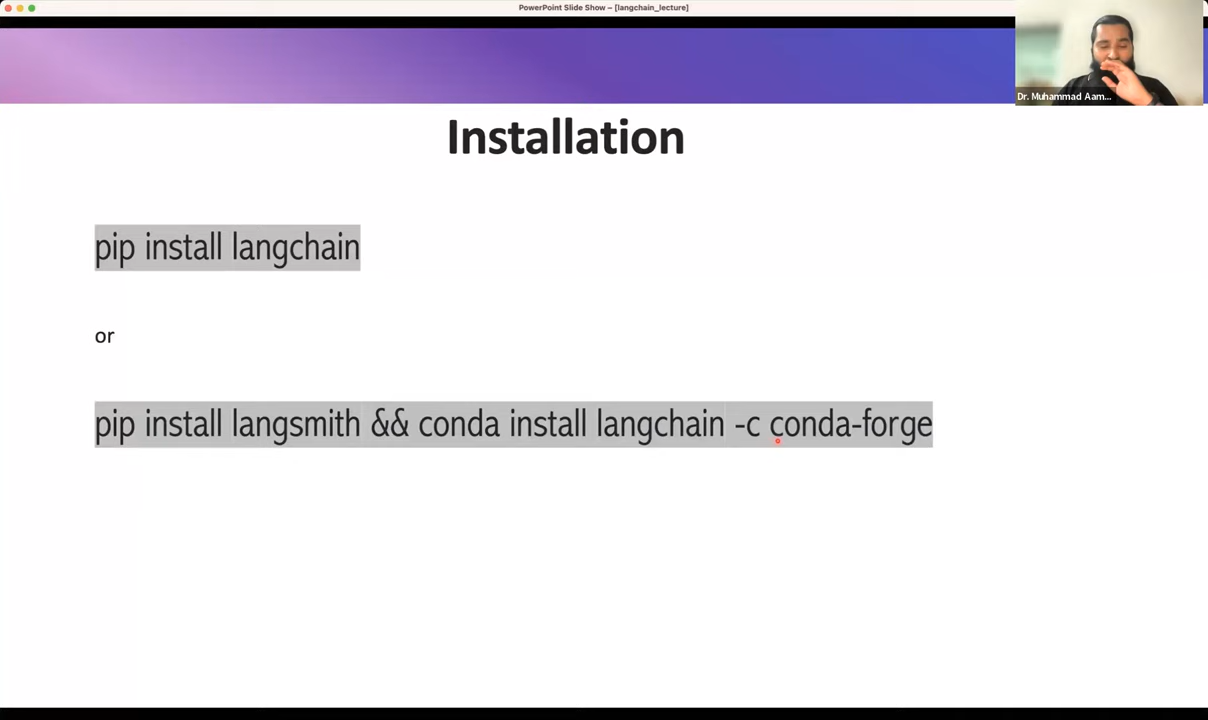 PowerPoint Slide Show – [langchain_lecture]
Dr. Muhammad Aam...
Installation
pip install langchain
or
pip install langsmith && conda install langchain -c conda-forge